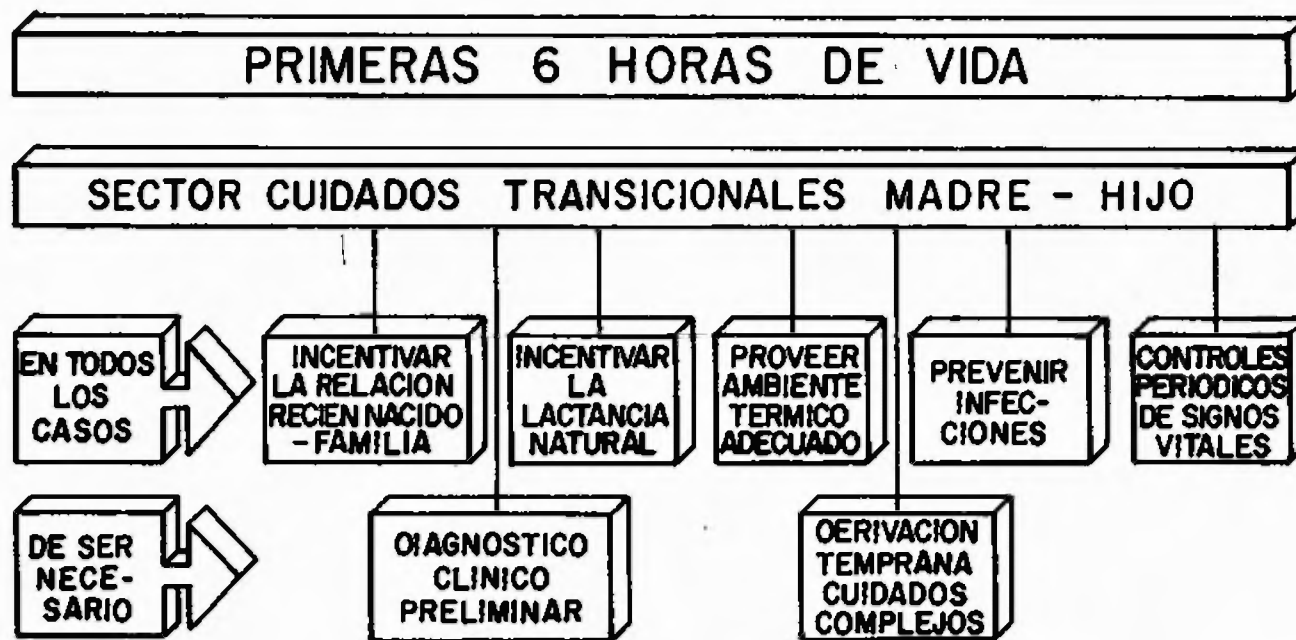 PRIMERAS 6 HORAS DE VIDA
SECTOR CUIDADOS TRANSICIONALES MADRE - HIJO
EN TODOS
LOS
CASOS
INCENTIVAR
LA RELACION
RECIEN NACIDO
- FAMILIA
INCENTIVAR
LA
LACTANCIA
NATURAL
PROVEER
AMBIENTE
TERMICO
ADECUADO
PREVENIR
INFEC-
CIONES
CONTROLES
PERIODICOS
DE SIGNOS
VITALES
DE SER
NECE-
SARIO
DIAGNOSTICO
CLINICO
PRELIMINAR
DERIVACION
TEMPRANA
CUIDADOS
COMPLEJOS